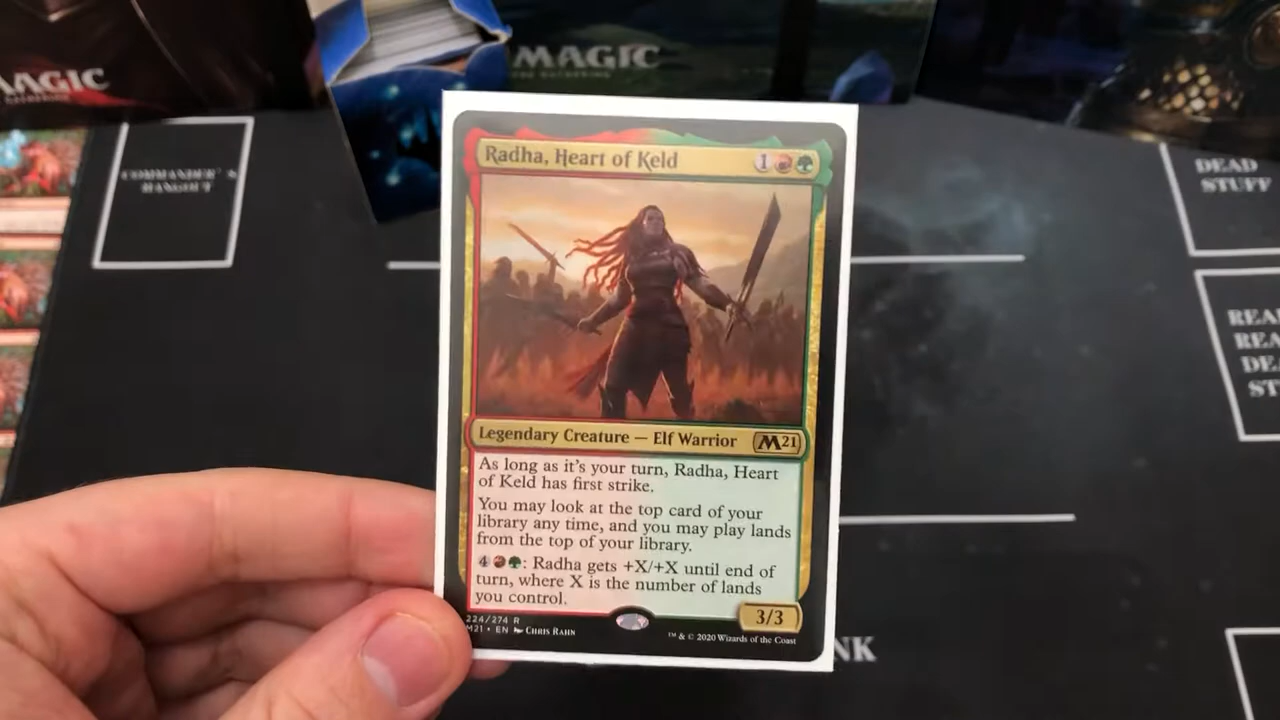 MAGIC
MAGIC
THE GATHERING
COMMANDER'S
HANGOUT
DEAD
STUFF
Radha, Heart of Keld
1
Legendary Creature — Elf Warrior
M21
As long as it's your turn, Radha, Heart
of Keld has first strike.
You may look at the top card of your
library any time, and you may play lands
from the top of your library.
4 : Radha gets +X/+X until end of
turn, where X is the number of lands
you control.
3/3
224/274 R
M21 • EN Chris Rahn
™ & © 2020 Wizards of the Coast